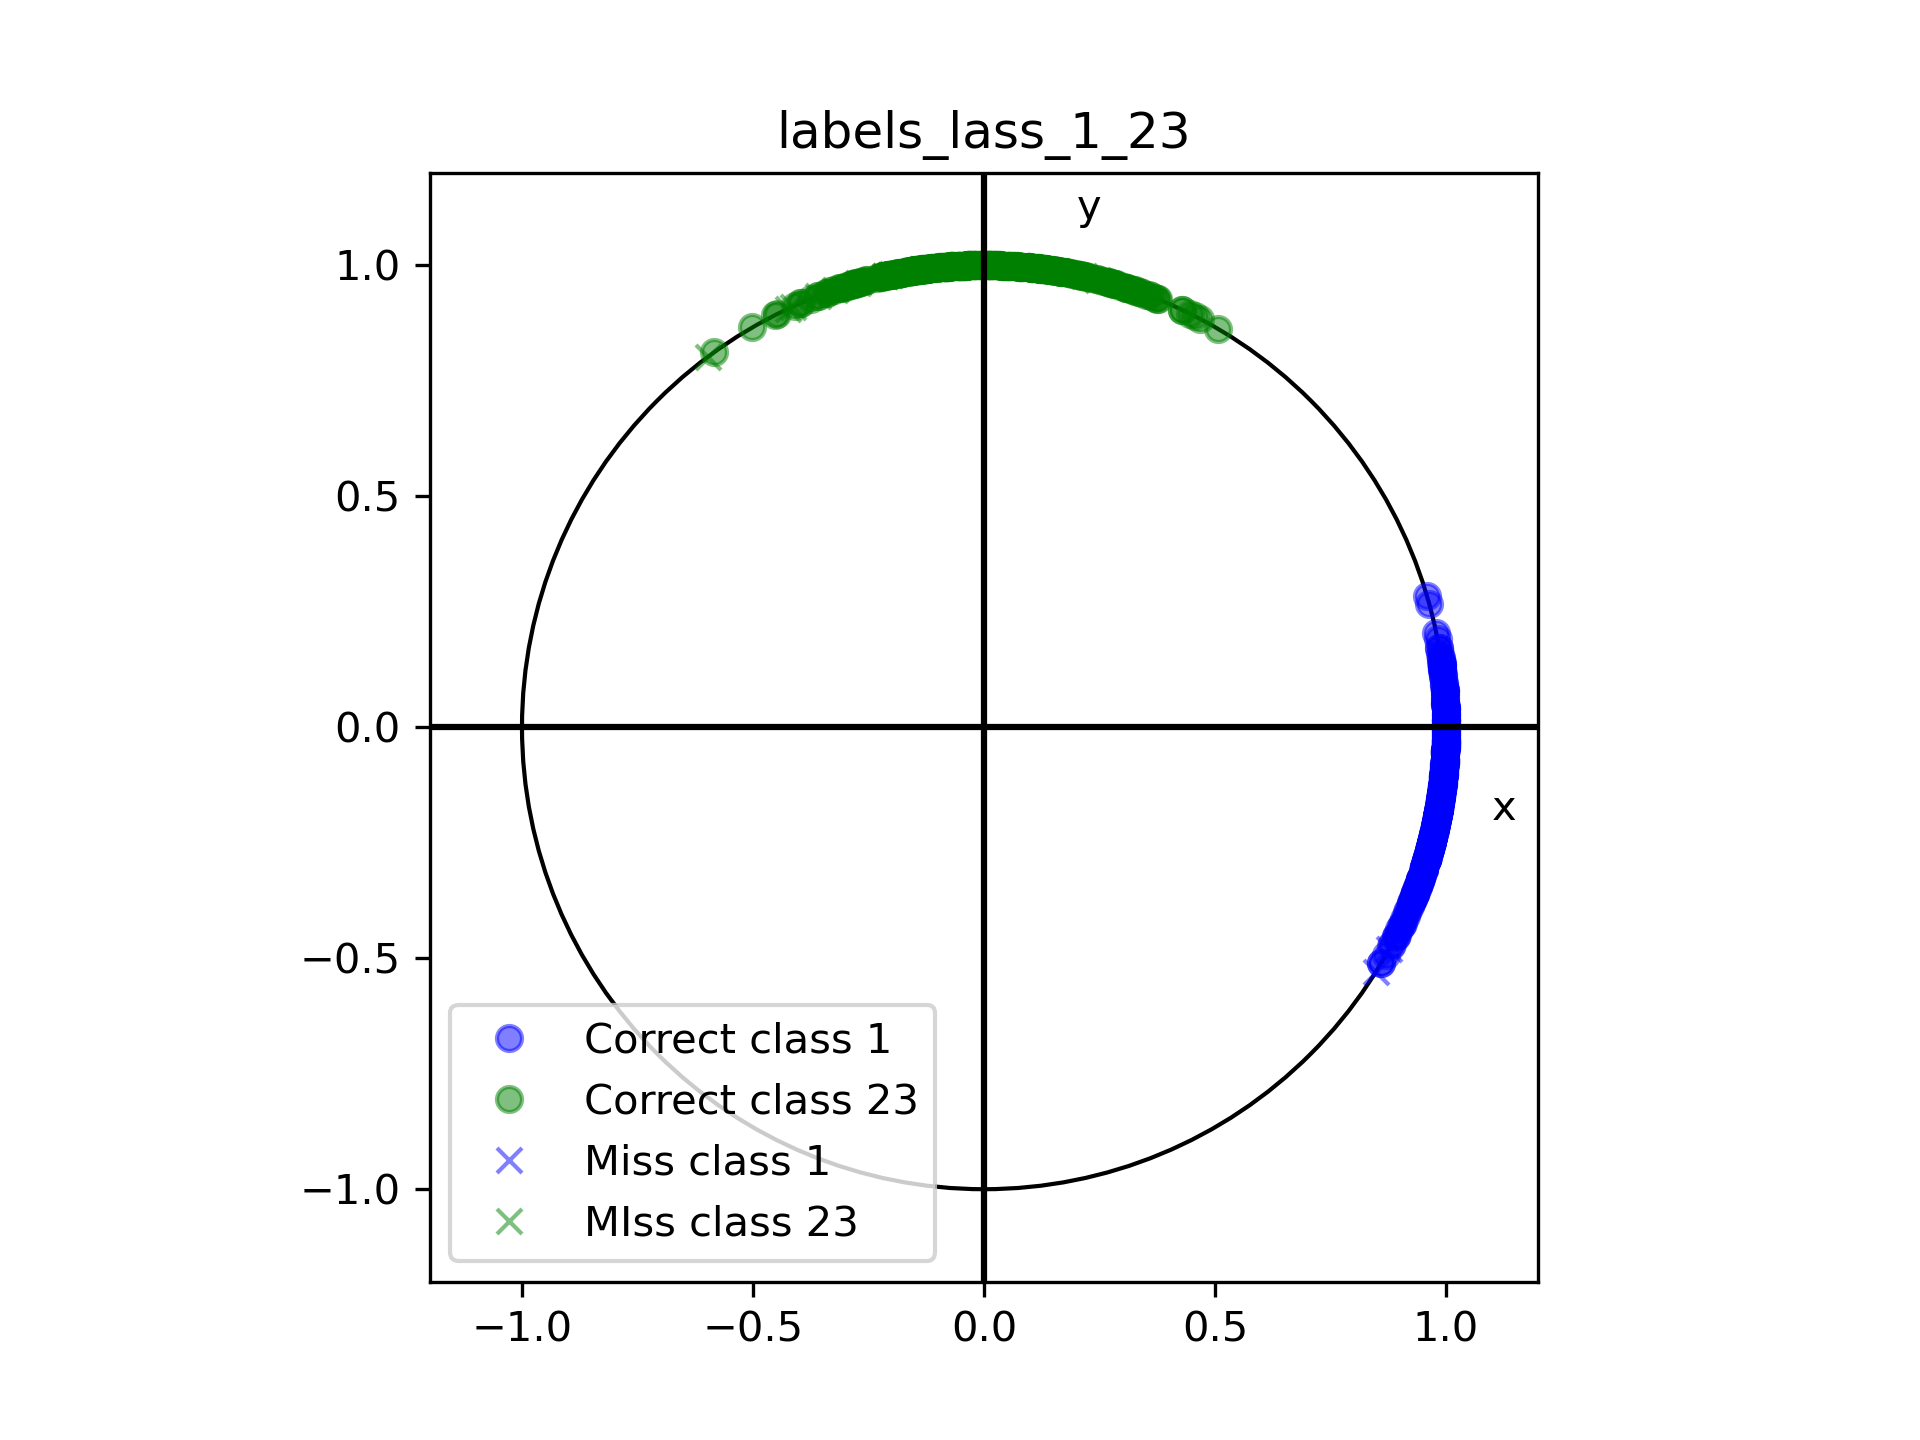 labels_lass_1_23
y
1.0
0.5
0.0
x
−0.5
−1.0
Correct class 1
Correct class 23
Miss class 1
MIss class 23
−1.0
−0.5
0.0
0.5
1.0